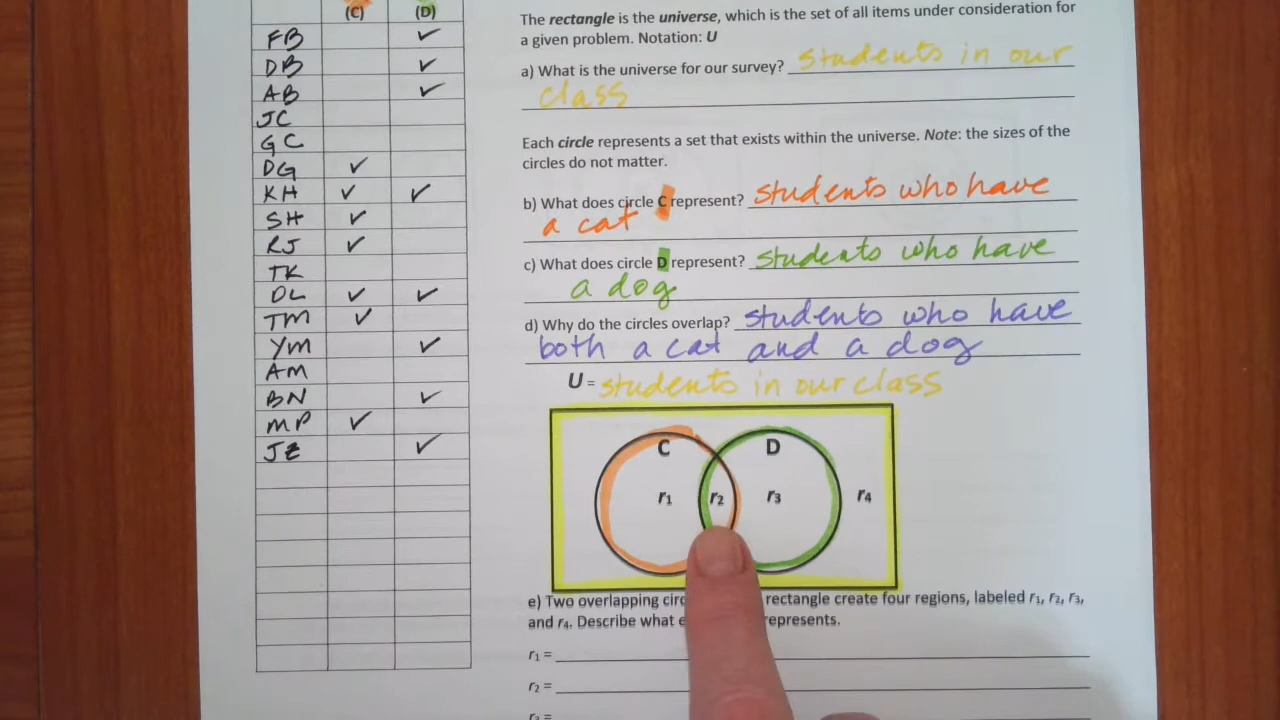 (C) (D)
FB ✓
DB ✓
AB ✓
JC
GC
DG ✓
KH ✓ ✓
SH ✓
RJ ✓
TK
DL ✓ ✓
TM ✓
YM ✓
AM
BN ✓
MP ✓
JZ ✓
The rectangle is the universe, which is the set of all items under consideration for
a given problem. Notation: U
a) What is the universe for our survey? students in our
class
Each circle represents a set that exists within the universe. Note: the sizes of the
circles do not matter.
b) What does circle C represent? students who have
a cat
c) What does circle D represent? students who have
a dog
d) Why do the circles overlap? students who have
both a cat and a dog
U = students in our class
C D
r1 r2 r3 r4
e) Two overlapping rectangle create four regions, labeled r1, r2, r3,
and r4. Describe what
r1 =
r2 =